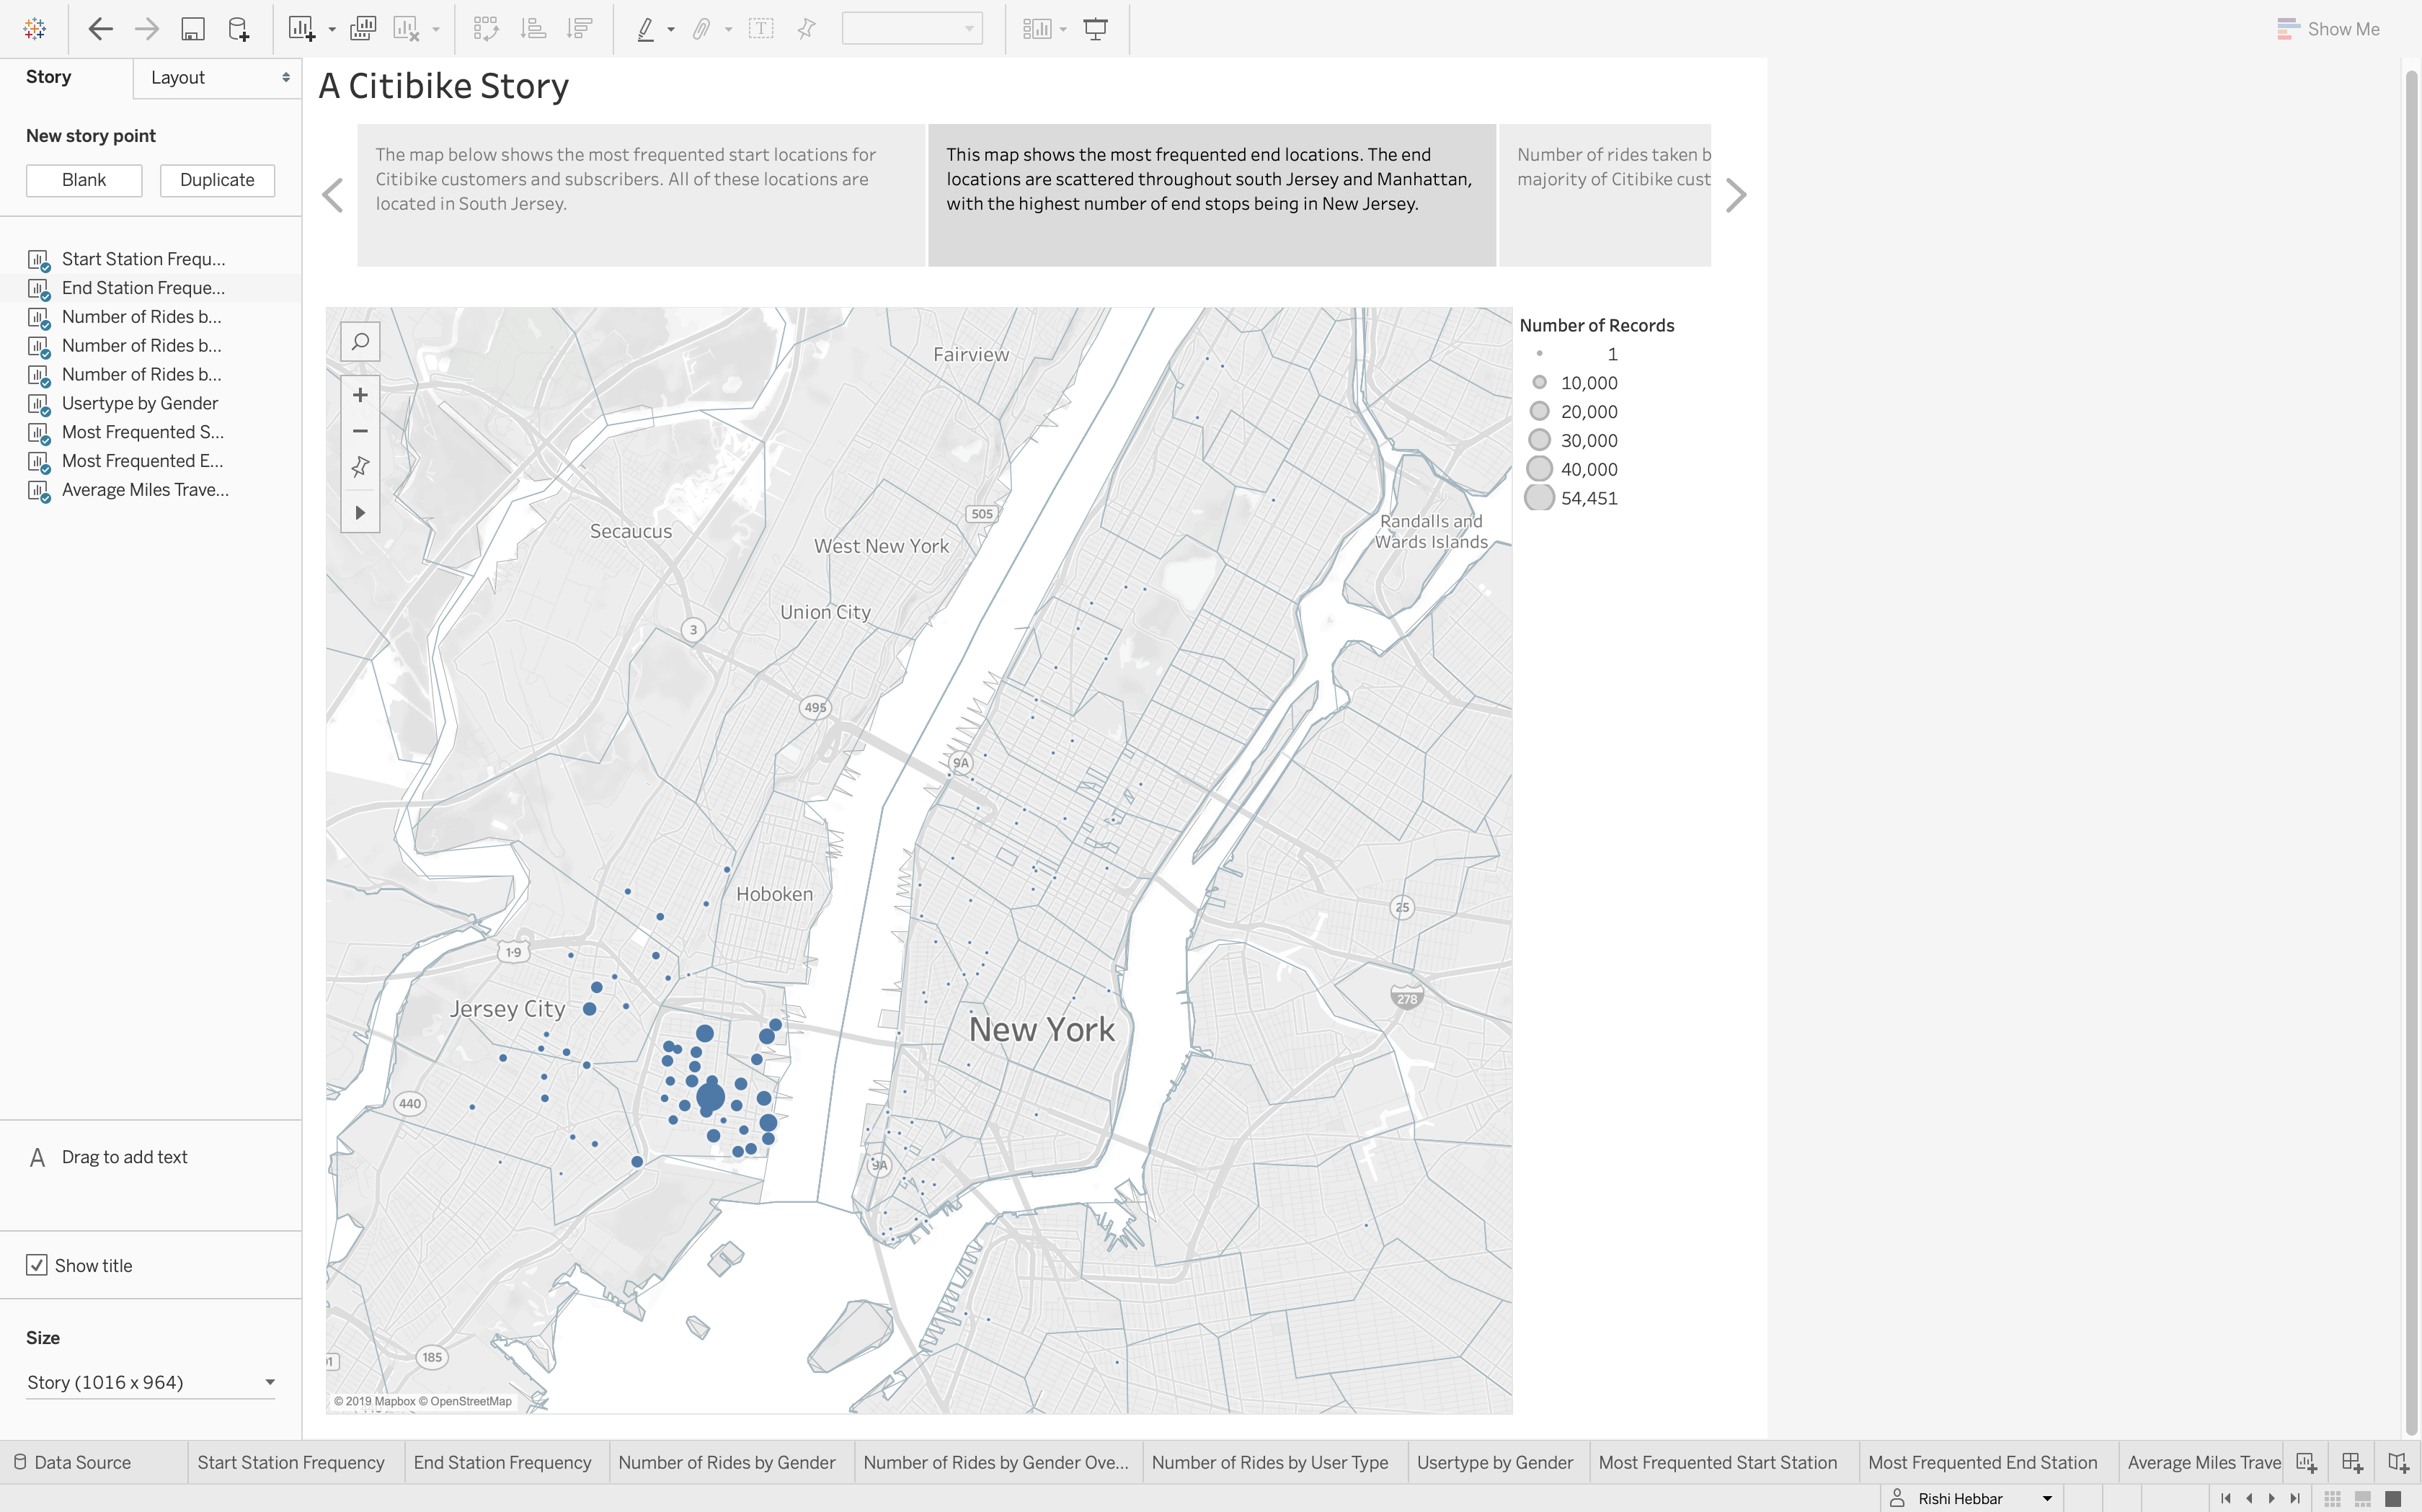 Show Me
Story
Layout
New story point
Blank
Duplicate
Start Station Frequ...
End Station Freque...
Number of Rides b...
Number of Rides b...
Number of Rides b...
Usertype by Gender
Most Frequented S...
Most Frequented E...
Average Miles Trave...
A Drag to add text
Show title
Size
Story (1016 x 964)
A Citibike Story
The map below shows the most frequented start locations for
Citibike customers and subscribers. All of these locations are
located in South Jersey.
This map shows the most frequented end locations. The end
locations are scattered throughout south Jersey and Manhattan,
with the highest number of end stops being in New Jersey.
Number of rides taken b
majority of Citibike cust
Fairview
Secaucus
505
West New York
Randalls and
Wards Islands
Union City
3
495
9A
Hoboken
25
1-9
278
Jersey City
New York
440
9A
185
© 2019 Mapbox © OpenStreetMap
Number of Records
1
10,000
20,000
30,000
40,000
54,451
Data Source
Start Station Frequency
End Station Frequency
Number of Rides by Gender
Number of Rides by Gender Ove...
Number of Rides by User Type
Usertype by Gender
Most Frequented Start Station
Most Frequented End Station
Average Miles Trave
Rishi Hebbar